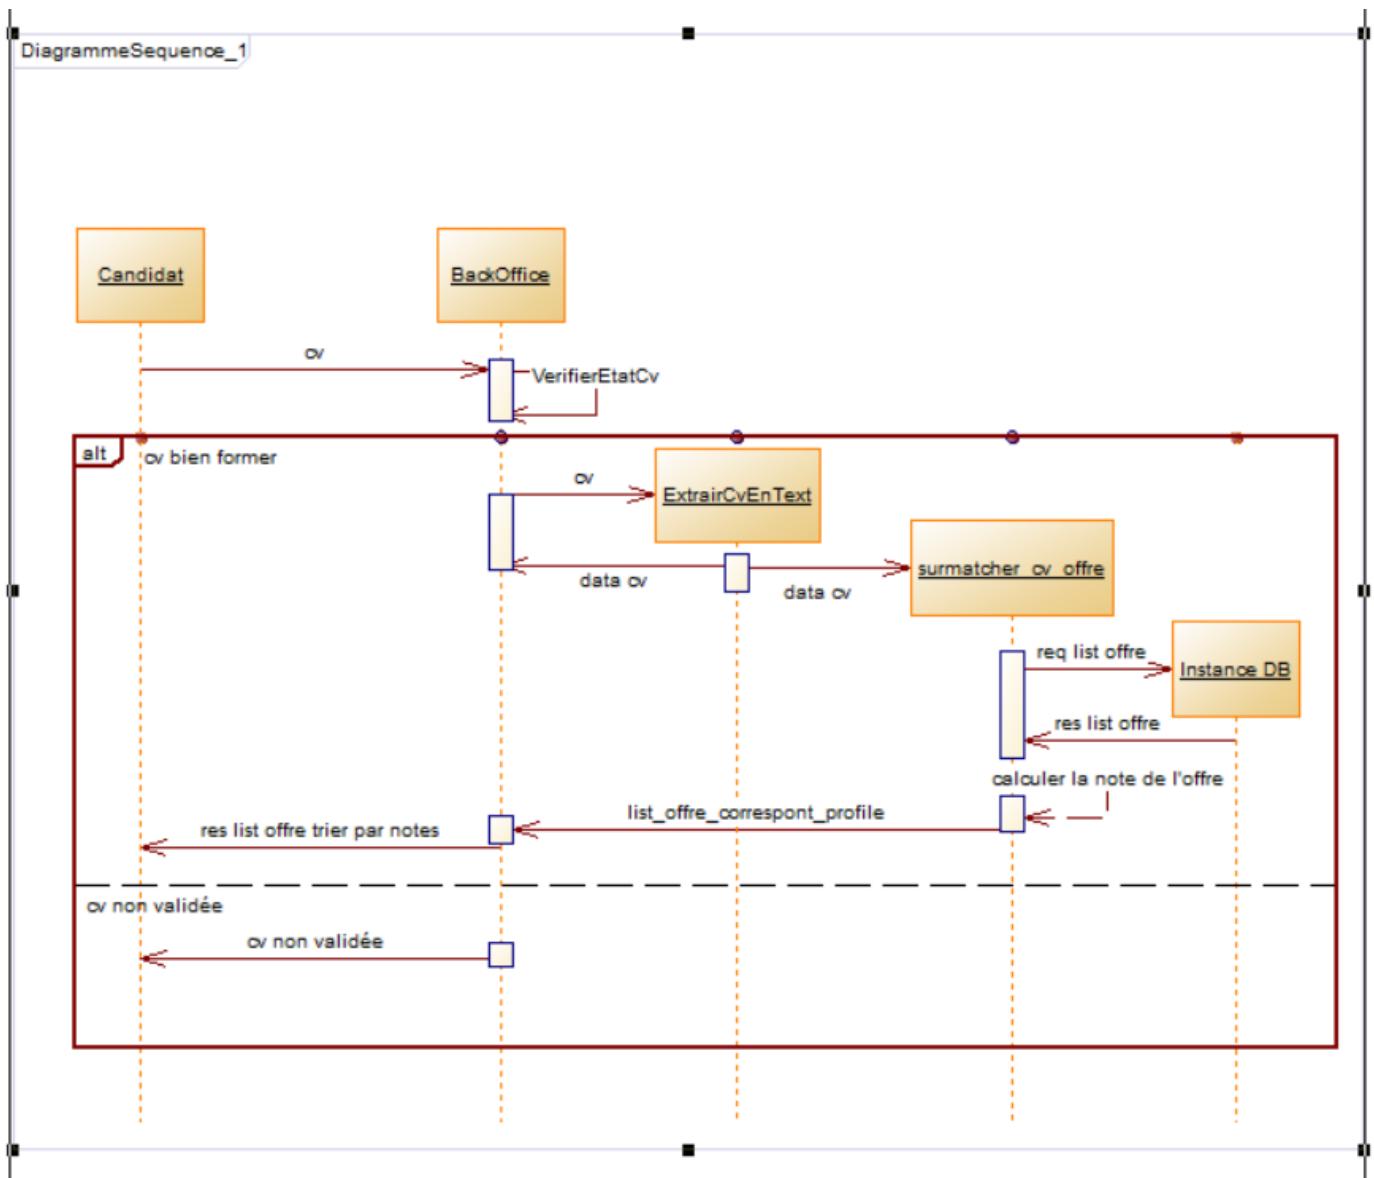 DiagrammeSequence_1
Candidat
BackOffice
cv
VerifierEtatCv
alt
cv bien former
cv
ExtrairCvEnText
data cv
data cv
surmatcher_cv_offre
req list offre
Instance DB
res list offre
calculer la note de l'offre
list_offre_correspont_profile
res list offre trier par notes
cv non validée
cv non validée